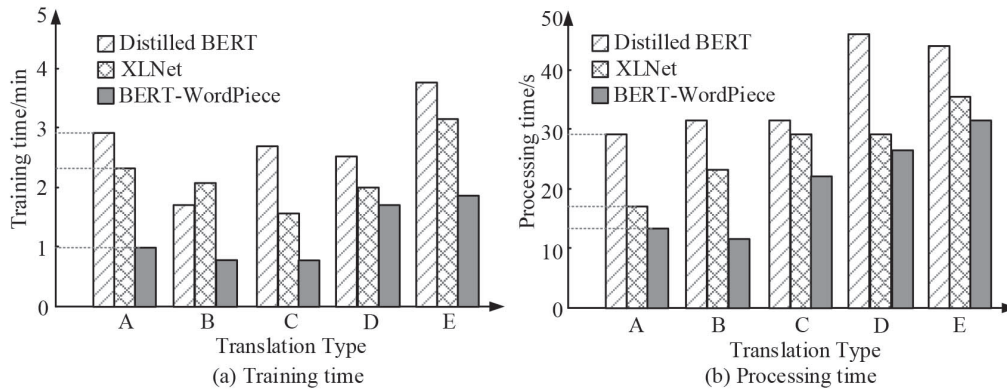 5
4
3
2
1
0
Training time/min
Distilled BERT
XLNet
BERT-WordPiece
A B C D E
Translation Type
(a) Training time
50
40
30
20
10
0
Processing time/s
Distilled BERT
XLNet
BERT-WordPiece
A B C D E
Translation Type
(b) Processing time